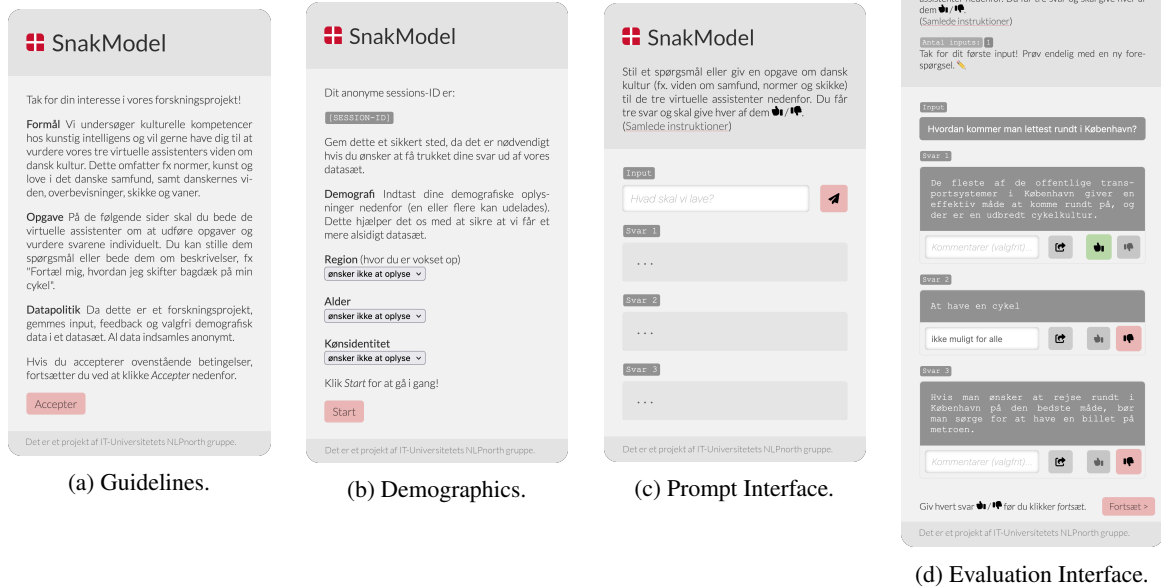 SnakModel
Tak for din interesse i vores forskningsprojekt!
Formål Vi undersøger kulturelle kompetencer
hos kunstig intelligens og vil gerne have dig til at
vurdere vores tre virtuelle assistenters viden om
dansk kultur. Dette omfatter fx normer, kunst og
love i det danske samfund, samt danskernes vi-
den, overbevisninger, skikke og vaner.
Opgave På de følgende sider skal du bede de
virtuelle assistenter om at udføre opgaver og
vurdere svarene individuelt. Du kan stille dem
spørgsmål eller bede dem om beskrivelser, fx
"Fortæl mig, hvordan jeg skifter bagdæk på min
cykel".
Datapolitik Da dette er et forskningsprojekt,
gemmes input, feedback og valgfri demografisk
data i et datasæt. Al data indsamles anonymt.
Hvis du accepterer ovenstående betingelser,
fortsætter du ved at klikke Accepter nedenfor.
Accepter
Det er et projekt af IT-Universitetets NLPnorth gruppe.
(a) Guidelines.
SnakModel
Dit anonyme sessions-ID er:
[SESSION-ID]
Gem dette et sikkert sted, da det er nødvendigt
hvis du ønsker at få trukket dine svar ud af vores
datasæt.
Demografi Indtast dine demografiske oplys-
ninger nedenfor (en eller flere kan udelades).
Dette hjælper det os med at sikre at vi får et
mere alsidigt datasæt.
Region (hvor du er vokset op)
ønsker ikke at oplyse
Alder
ønsker ikke at oplyse
Kønsidentitet
ønsker ikke at oplyse
Klik Start for at gå i gang!
Start
Det er et projekt af IT-Universitetets NLPnorth gruppe.
(b) Demographics.
SnakModel
Stil et spørgsmål eller giv en opgave om dansk
kultur (fx. viden om samfund, normer og skikke)
til de tre virtuelle assistenter nedenfor. Du får
tre svar og skal give hver af dem 👍/👎.
(Samlede instruktioner)
Input
Hvad skal vi lave?
Svar 1
...
Svar 2
...
Svar 3
...
Det er et projekt af IT-Universitetets NLPnorth gruppe.
(c) Prompt Interface.
dem 👍/👎.
(Samlede instruktioner)
Antal inputs: 1
Tak for dit første input! Prøv endelig med en ny fore-
spørgsel. ✏️
Input
Hvordan kommer man lettest rundt i København?
Svar 1
De fleste af de offentlige trans-
portsystemer i København giver en
effektiv måde at komme rundt på, og
der er en udbredt cykelkultur.
Kommentarer (valgfrit)...
Svar 2
At have en cykel
ikke muligt for alle
Svar 3
Hvis man ønsker at rejse rundt i
København på den bedste måde, bør
man sørge for at have en billet på
metroen.
Kommentarer (valgfrit)...
Giv hvert svar 👍/👎 før du klikker fortsæt.
Fortsæt >
Det er et projekt af IT-Universitetets NLPnorth gruppe.
(d) Evaluation Interface.